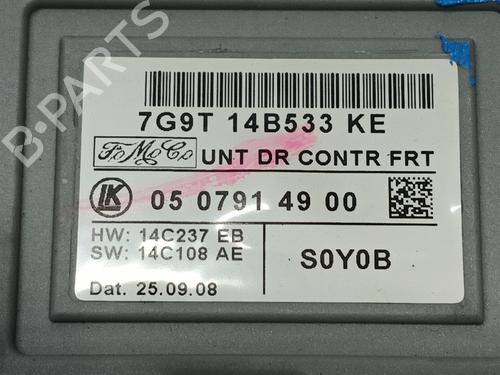 7G9T 14B533 KE
FoMoCo UNT DR CONTR FRT
LK 05 0791 49 00
HW: 14C237 EB
SW: 14C108 AE
S0Y0B
Dat. 25.09.08
B-PARTS